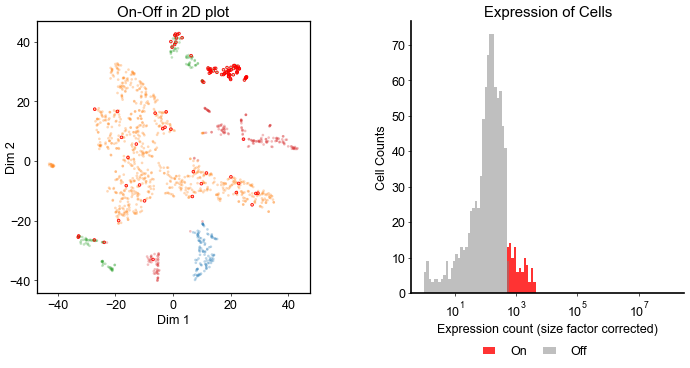 On-Off in 2D plot
40
20
0
−20
−40
Dim 2
−40 −20 0 20 40
Dim 1
Expression of Cells
70
60
50
40
30
20
10
0
Cell Counts
10^1 10^3 10^5 10^7
Expression count (size factor corrected)
On Off